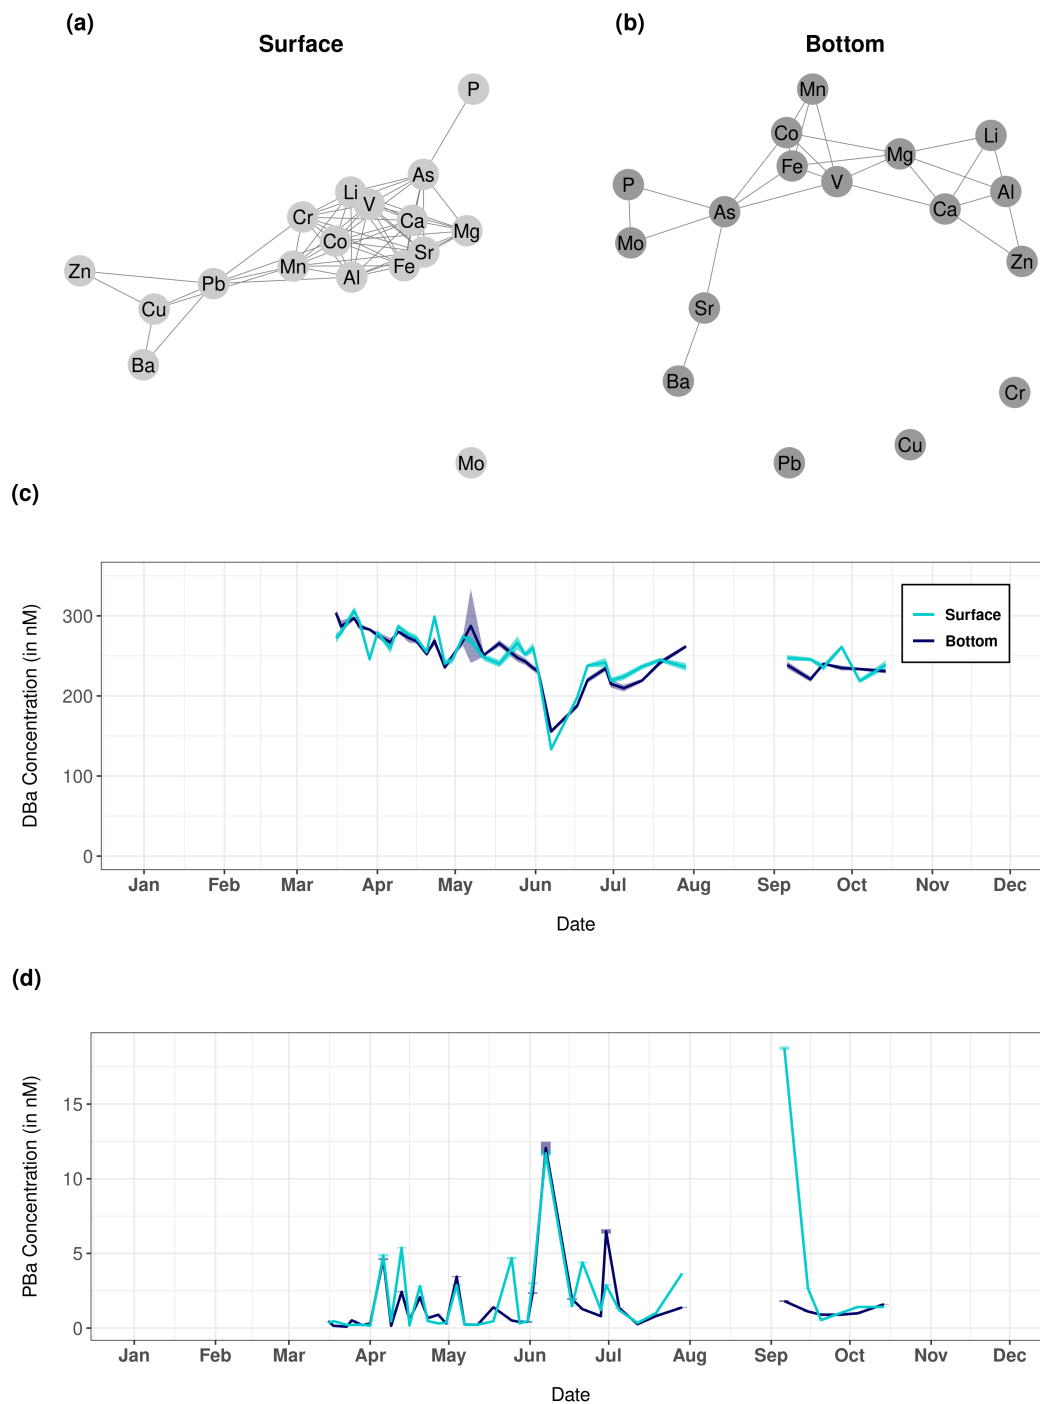 (a)
Surface
P
As
Li
V
Cr
Ca
Mg
Co
Sr
Mn
Fe
Al
Zn
Pb
Cu
Ba
Mo
(b)
Bottom
Mn
Co
Li
Mg
Fe
P
V
Al
As
Ca
Mo
Zn
Sr
Ba
Cr
Cu
Pb
(c)
DBa Concentration (in nM)
300
200
100
0
Surface
Bottom
Jan Feb Mar Apr May Jun Jul Aug Sep Oct Nov Dec
Date
(d)
PBa Concentration (in nM)
15
10
5
0
Jan Feb Mar Apr May Jun Jul Aug Sep Oct Nov Dec
Date